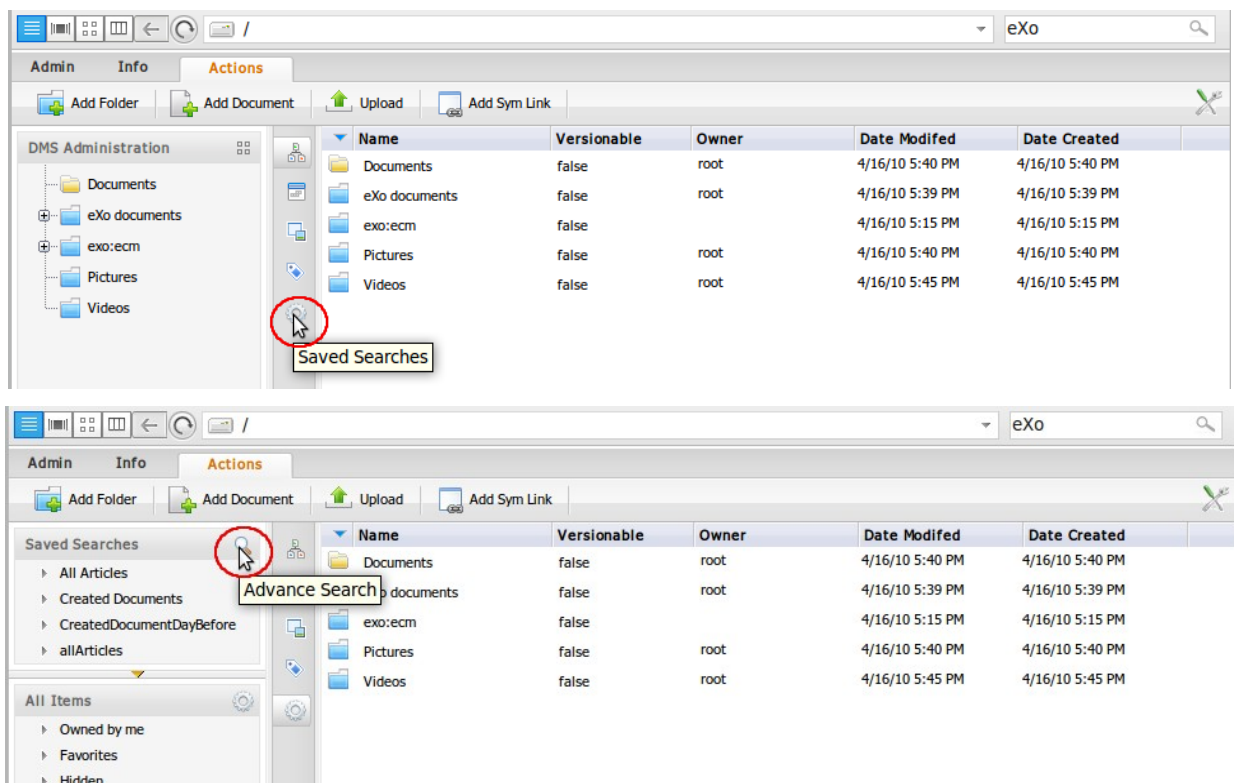 / eXo
Admin Info Actions
Add Folder Add Document Upload Add Sym Link
DMS Administration
Documents
eXo documents
exo:ecm
Pictures
Videos
Name Versionable Owner Date Modifed Date Created
Documents false root 4/16/10 5:40 PM 4/16/10 5:40 PM
eXo documents false root 4/16/10 5:39 PM 4/16/10 5:39 PM
exo:ecm false 4/16/10 5:15 PM 4/16/10 5:15 PM
Pictures false root 4/16/10 5:40 PM 4/16/10 5:40 PM
Videos false root 4/16/10 5:45 PM 4/16/10 5:45 PM
Saved Searches
/ eXo
Admin Info Actions
Add Folder Add Document Upload Add Sym Link
Saved Searches
All Articles
Created Documents
CreatedDocumentDayBefore
allArticles
Advance Search
All Items
Owned by me
Favorites
Hidden
Name Versionable Owner Date Modifed Date Created
Documents false root 4/16/10 5:40 PM 4/16/10 5:40 PM
documents false root 4/16/10 5:39 PM 4/16/10 5:39 PM
exo:ecm false 4/16/10 5:15 PM 4/16/10 5:15 PM
Pictures false root 4/16/10 5:40 PM 4/16/10 5:40 PM
Videos false root 4/16/10 5:45 PM 4/16/10 5:45 PM